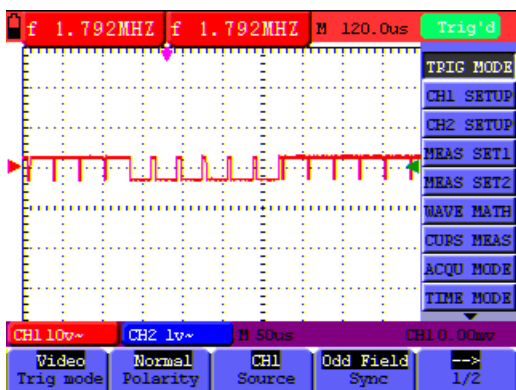 f 1.792MHZ f 1.792MHZ M 120.0us Trig'd
TRIG MODE
CH1 SETUP
CH2 SETUP
MEAS SET1
MEAS SET2
WAVE MATH
CURS MEAS
ACQU MODE
TIME MODE
CH1 10v~ CH2 1v~ M 50us CH1 0.00mv
Video Normal CH1 Odd Field -->
Trig mode Polarity Source Sync 1/2